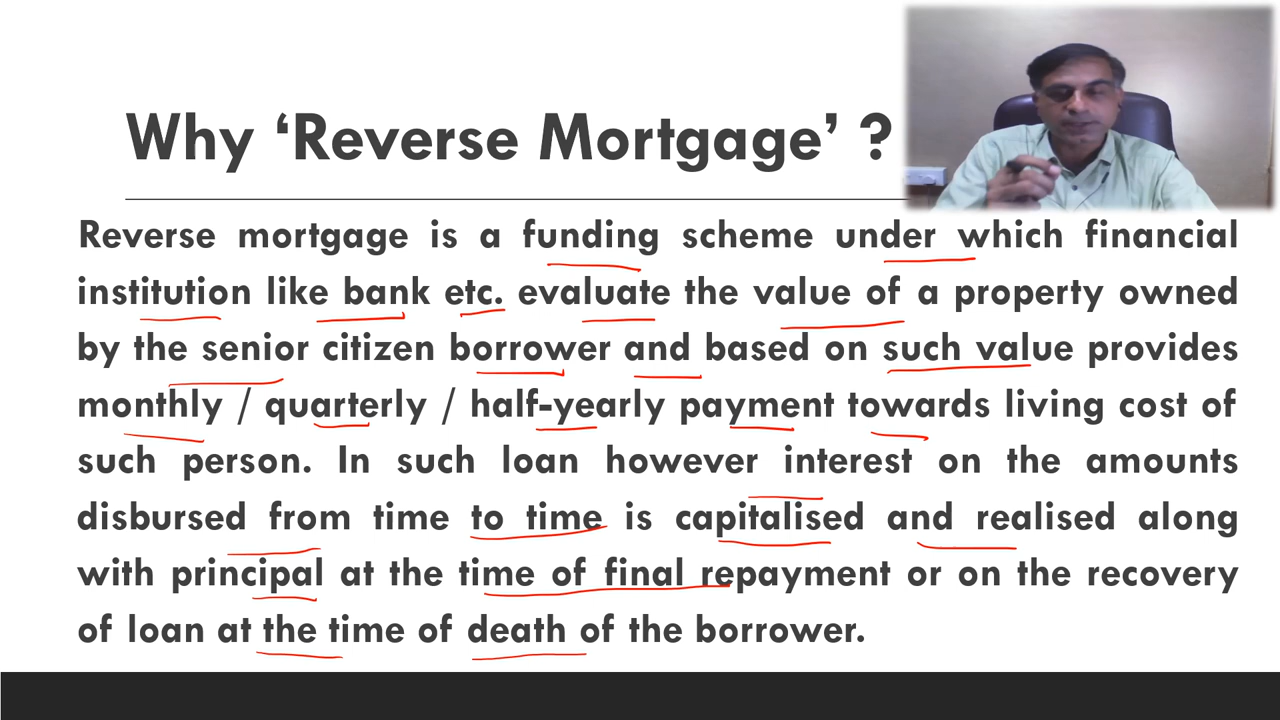 Why ‘Reverse Mortgage’ ?
Reverse mortgage is a funding scheme under which financial
institution like bank etc. evaluate the value of a property owned
by the senior citizen borrower and based on such value provides
monthly / quarterly / half-yearly payment towards living cost of
such person. In such loan however interest on the amounts
disbursed from time to time is capitalised and realised along
with principal at the time of final repayment or on the recovery
of loan at the time of death of the borrower.